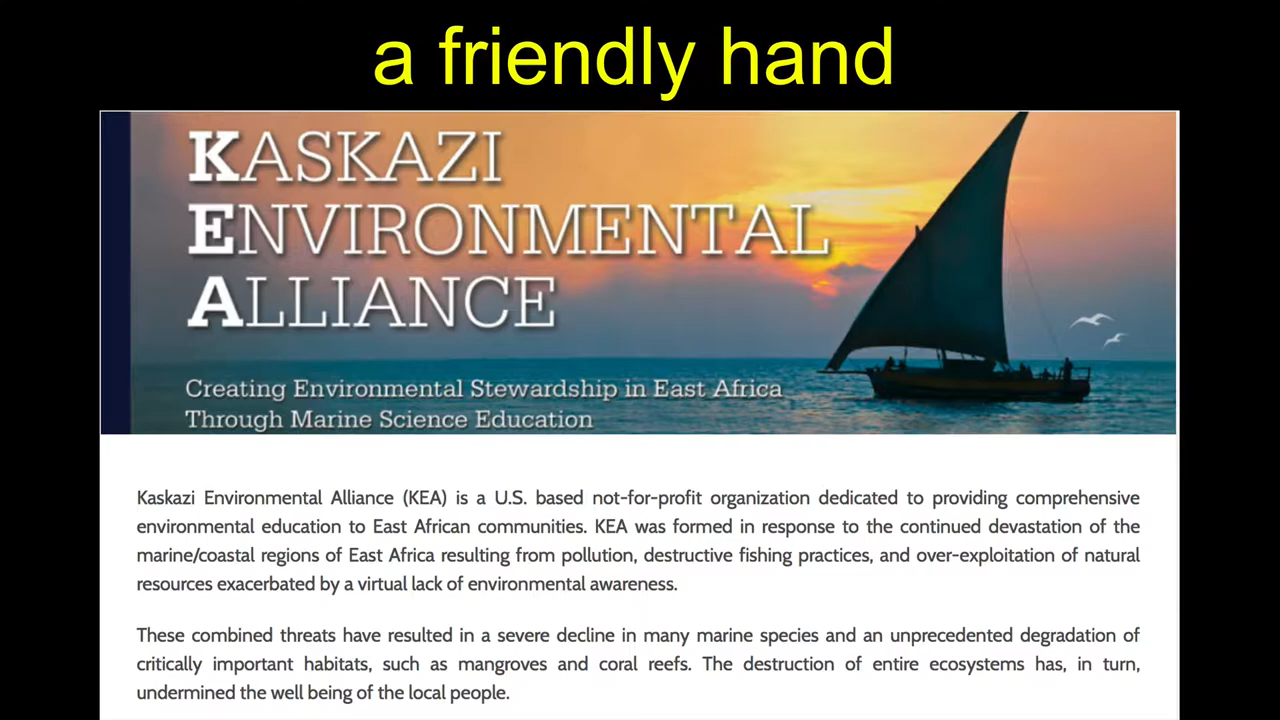 a friendly hand
KASKAZI
ENVIRONMENTAL
ALLIANCE
Creating Environmental Stewardship in East Africa
Through Marine Science Education
Kaskazi Environmental Alliance (KEA) is a U.S. based not-for-profit organization dedicated to providing comprehensive
environmental education to East African communities. KEA was formed in response to the continued devastation of the
marine/coastal regions of East Africa resulting from pollution, destructive fishing practices, and over-exploitation of natural
resources exacerbated by a virtual lack of environmental awareness.
These combined threats have resulted in a severe decline in many marine species and an unprecedented degradation of
critically important habitats, such as mangroves and coral reefs. The destruction of entire ecosystems has, in turn,
undermined the well being of the local people.